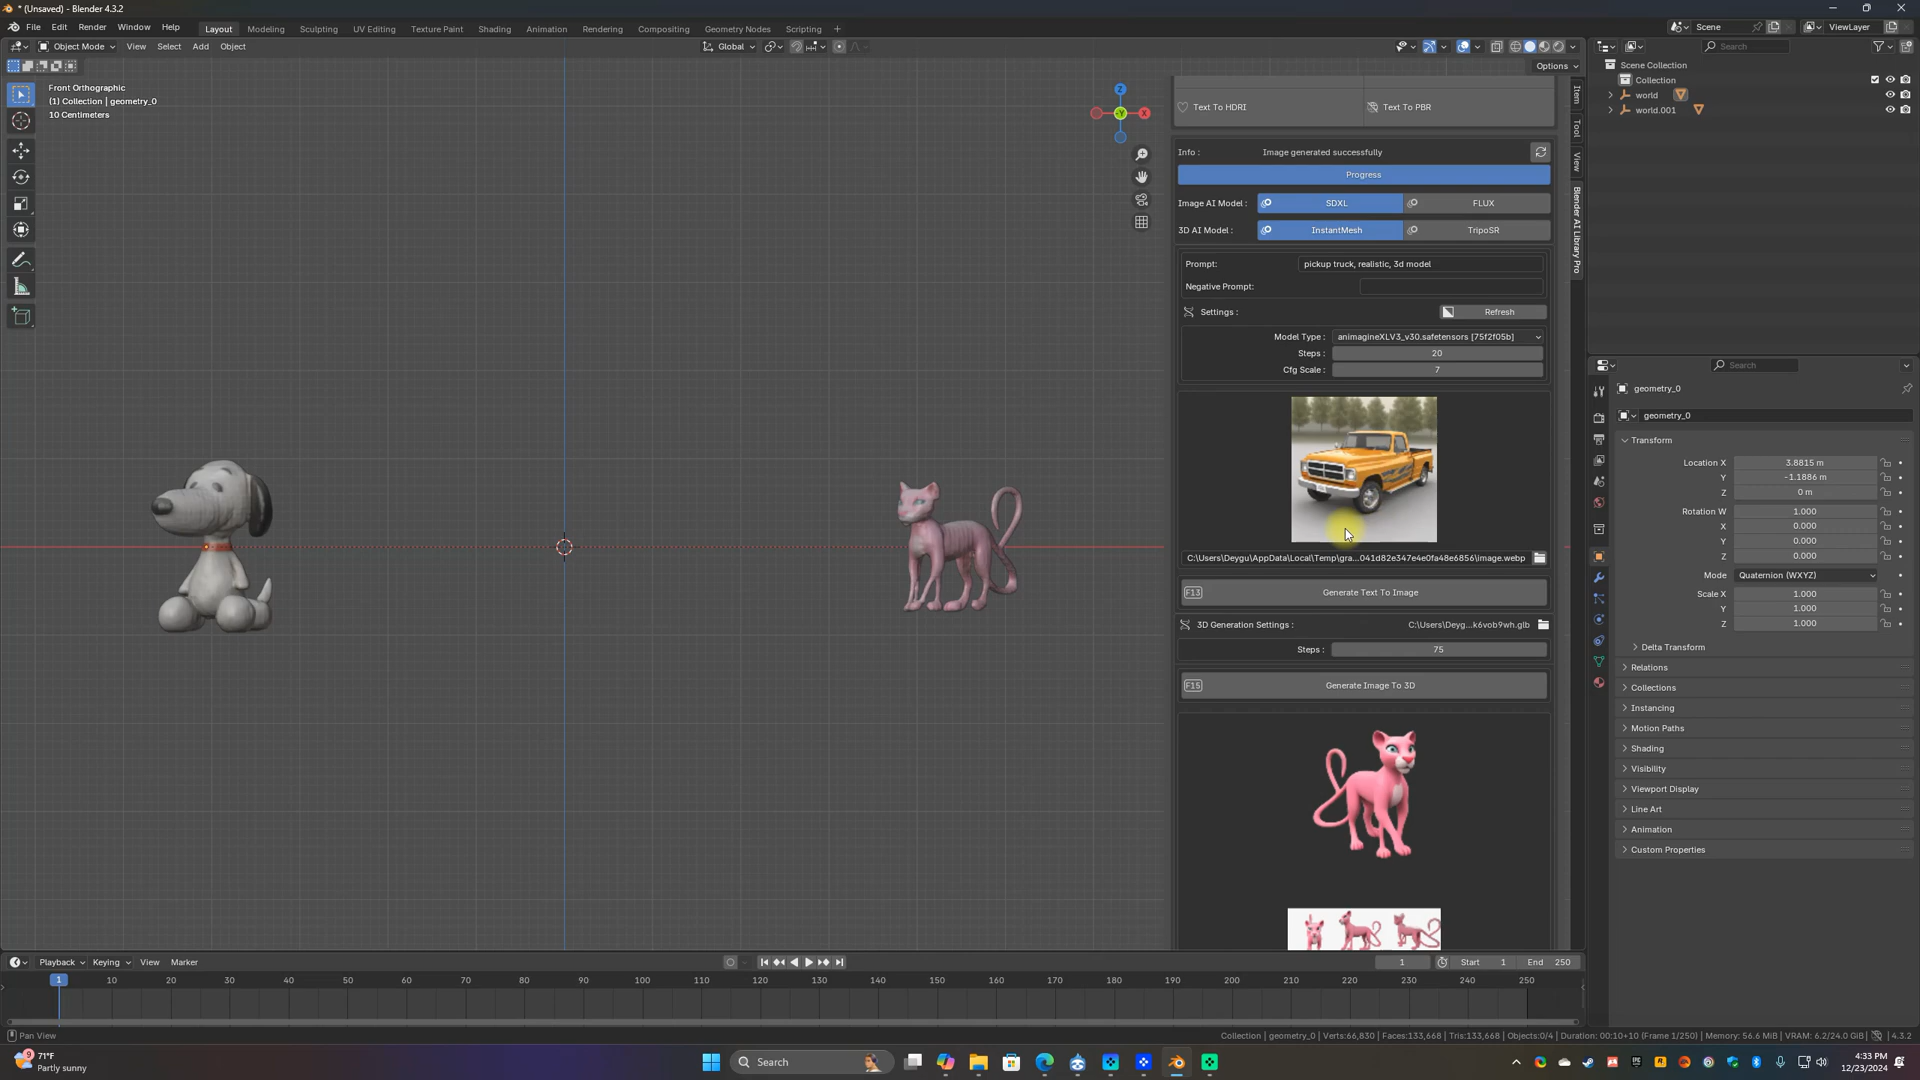 * (Unsaved) - Blender 4.3.2
File Edit Render Window Help Layout Modeling Sculpting UV Editing Texture Paint Shading Animation Rendering Compositing Geometry Nodes Scripting + Scene ViewLayer
Object Mode View Select Add Object Global Search
Options
Front Orthographic
(1) Collection | geometry_0
10 Centimeters
Z
Y
X
Item
Tool
View
Blender AI Library Pro
Text To HDRI Text To PBR
Info : Image generated successfully
Progress
Image AI Model : SDXL FLUX
3D AI Model : InstantMesh TripoSR
Prompt: pickup truck, realistic, 3d model
Negative Prompt:
Settings : Refresh
Model Type : animagineXLV3_v30.safetensors [75f2f05b]
Steps : 20
Cfg Scale : 7
C:\Users\Deygu\AppData\Local\Temp\gra...041d82e347e4e0fa48e6856\image.webp
F13 Generate Text To Image
3D Generation Settings : C:\Users\Deyg...k6vob9wh.glb
Steps : 75
F15 Generate Image To 3D
Scene Collection
Collection
world
world.001
Search
geometry_0
geometry_0
Transform
Location X 3.8815 m
Y -1.1886 m
Z 0 m
Rotation W 1.000
X 0.000
Y 0.000
Z 0.000
Mode Quaternion (WXYZ)
Scale X 1.000
Y 1.000
Z 1.000
Delta Transform
Relations
Collections
Instancing
Motion Paths
Shading
Visibility
Viewport Display
Line Art
Animation
Custom Properties
Playback Keying View Marker 1 Start 1 End 250
1 10 20 30 40 50 60 70 80 90 100 110 120 130 140 150 160 170 180 190 200 210 220 230 240 250
Pan View Collection | geometry_0 | Verts:66,830 | Faces:133,668 | Tris:133,668 | Objects:0/4 | Duration: 00:10+10 (Frame 1/250) | Memory: 56.6 MiB | VRAM: 6.2/24.0 GiB | 4.3.2
71°F
Partly sunny
Search
4:33 PM
12/23/2024